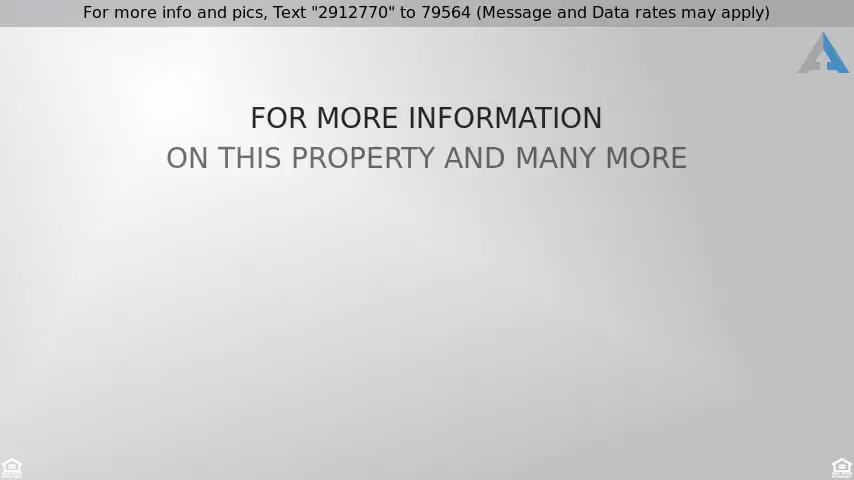 For more info and pics, Text "2912770" to 79564 (Message and Data rates may apply)
FOR MORE INFORMATION
ON THIS PROPERTY AND MANY MORE